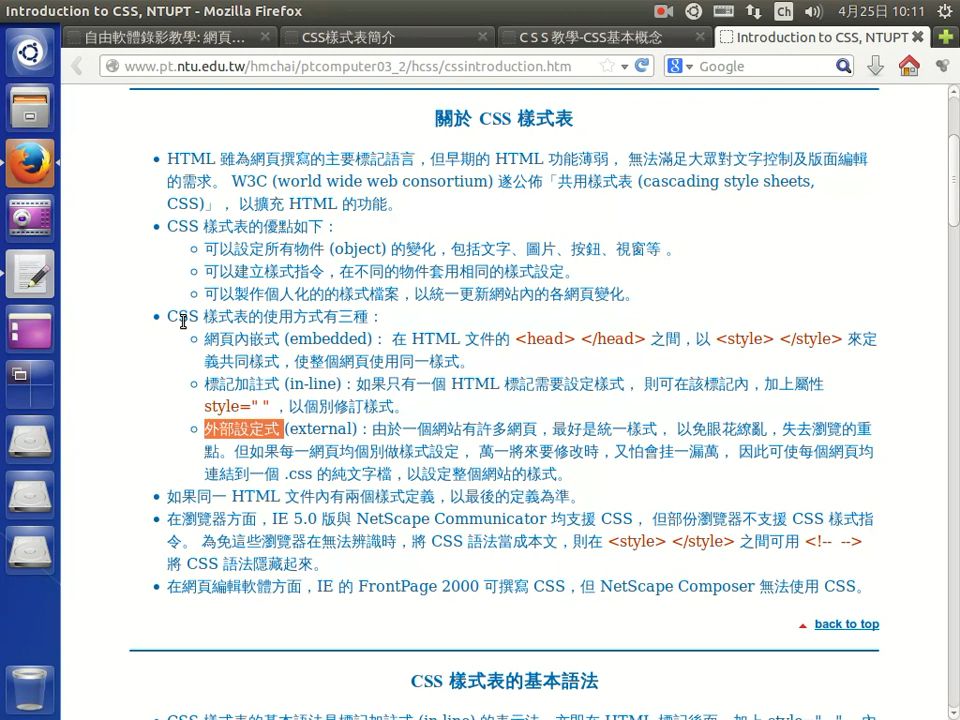 Introduction to CSS, NTUPT - Mozilla Firefox
Ch
4月25日 10:11
自由軟體錄影教學: 網頁…
CSS樣式表簡介
C S S 教學-CSS基本概念
Introduction to CSS, NTUPT
www.pt.ntu.edu.tw/hmchai/ptcomputer03_2/hcss/cssintroduction.htm
Google
關於 CSS 樣式表
HTML 雖為網頁撰寫的主要標記語言，但早期的 HTML 功能薄弱， 無法滿足大眾對文字控制及版面編輯
的需求。 W3C (world wide web consortium) 遂公佈「共用樣式表 (cascading style sheets,
CSS)」， 以擴充 HTML 的功能。
CSS 樣式表的優點如下：
可以設定所有物件 (object) 的變化，包括文字、圖片、按鈕、視窗等 。
可以建立樣式指令，在不同的物件套用相同的樣式設定。
可以製作個人化的的樣式檔案，以統一更新網站內的各網頁變化。
CSS 樣式表的使用方式有三種：
網頁內嵌式 (embedded)： 在 HTML 文件的 <head> </head> 之間，以 <style> </style> 來定
義共同樣式，使整個網頁使用同一樣式。
標記加註式 (in-line)：如果只有一個 HTML 標記需要設定樣式， 則可在該標記內，加上屬性
style=" " ，以個別修訂樣式。
外部設定式 (external)：由於一個網站有許多網頁，最好是統一樣式， 以免眼花繚亂，失去瀏覽的重
點。但如果每一網頁均個別做樣式設定， 萬一將來要修改時，又怕會挂一漏萬， 因此可使每個網頁均
連結到一個 .css 的純文字檔，以設定整個網站的樣式。
如果同一 HTML 文件內有兩個樣式定義，以最後的定義為準。
在瀏覽器方面，IE 5.0 版與 NetScape Communicator 均支援 CSS， 但部份瀏覽器不支援 CSS 樣式指
令。 為免這些瀏覽器在無法辨識時，將 CSS 語法當成本文，則在 <style> </style> 之間可用 <!-- -->
將 CSS 語法隱藏起來。
在網頁編輯軟體方面，IE 的 FrontPage 2000 可撰寫 CSS，但 NetScape Composer 無法使用 CSS。
back to top
CSS 樣式表的基本語法